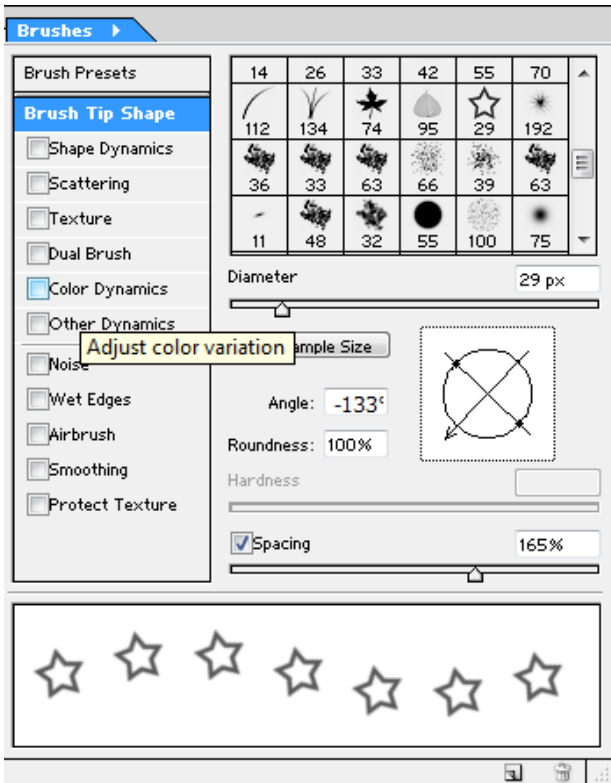 Brushes
Brush Presets
Brush Tip Shape
Shape Dynamics
Scattering
Texture
Dual Brush
Color Dynamics
Other Dynamics
Adjust color variation
Noise
Wet Edges
Airbrush
Smoothing
Protect Texture
14 26 33 42 55 70
112 134 74 95 29 192
36 33 63 66 39 63
11 48 32 55 100 75
Diameter 29 px
Size
Angle: -133°
Roundness: 100%
Hardness
Spacing 165%